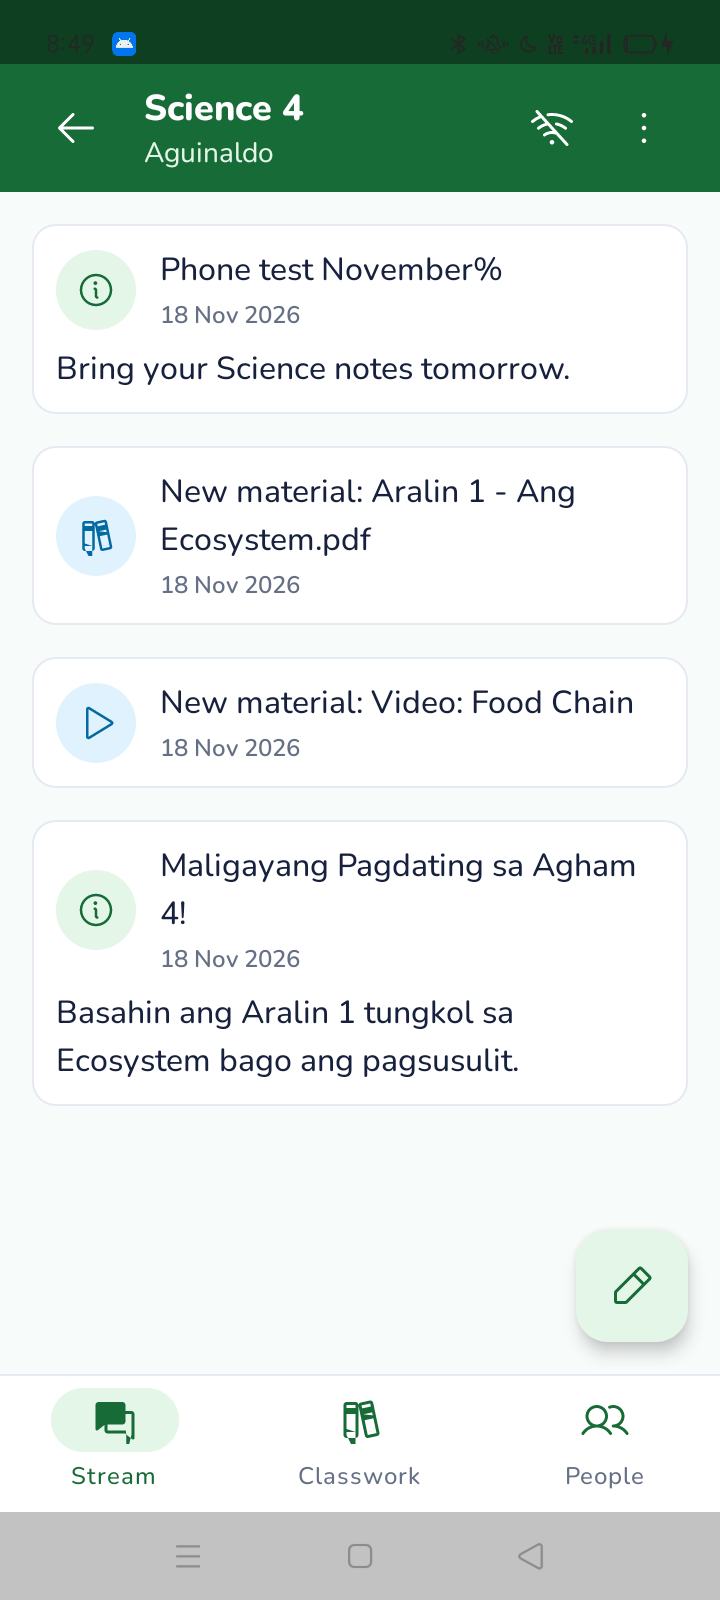 8:49
Science 4
Aguinaldo
Phone test November%
18 Nov 2026
Bring your Science notes tomorrow.
New material: Aralin 1 - Ang
Ecosystem.pdf
18 Nov 2026
New material: Video: Food Chain
18 Nov 2026
Maligayang Pagdating sa Agham
4!
18 Nov 2026
Basahin ang Aralin 1 tungkol sa
Ecosystem bago ang pagsusulit.
Stream
Classwork
People